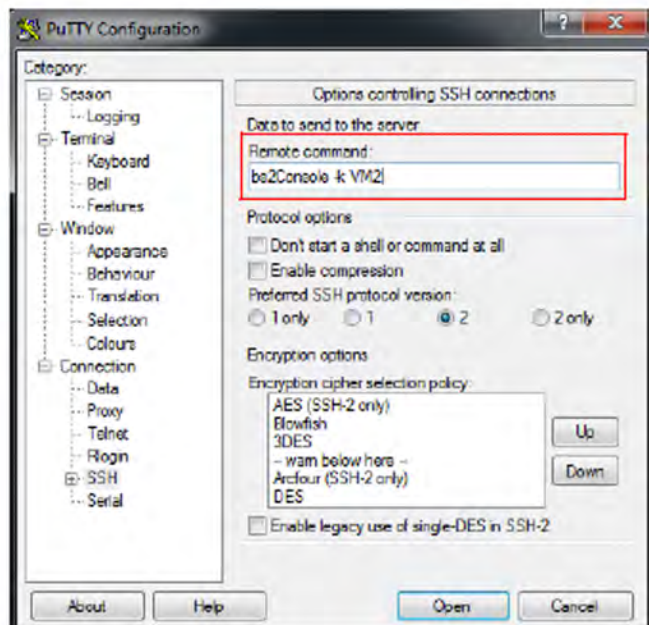 PuTTY Configuration
Category:
Session
Logging
Terminal
Keyboard
Bell
Features
Window
Appearance
Behaviour
Translation
Selection
Colours
Connection
Data
Proxy
Telnet
Rlogin
SSH
Serial
Options controlling SSH connections
Data to send to the server
Remote command:
be2Console -k VM2
Protocol options
Don't start a shell or command at all
Enable compression
Preferred SSH protocol version:
1 only 1 2 2 only
Encryption options
Encryption cipher selection policy:
AES (SSH-2 only)
Blowfish
3DES
-- warn below here --
Arcfour (SSH-2 only)
DES
Up
Down
Enable legacy use of single-DES in SSH-2
About Help Open Cancel